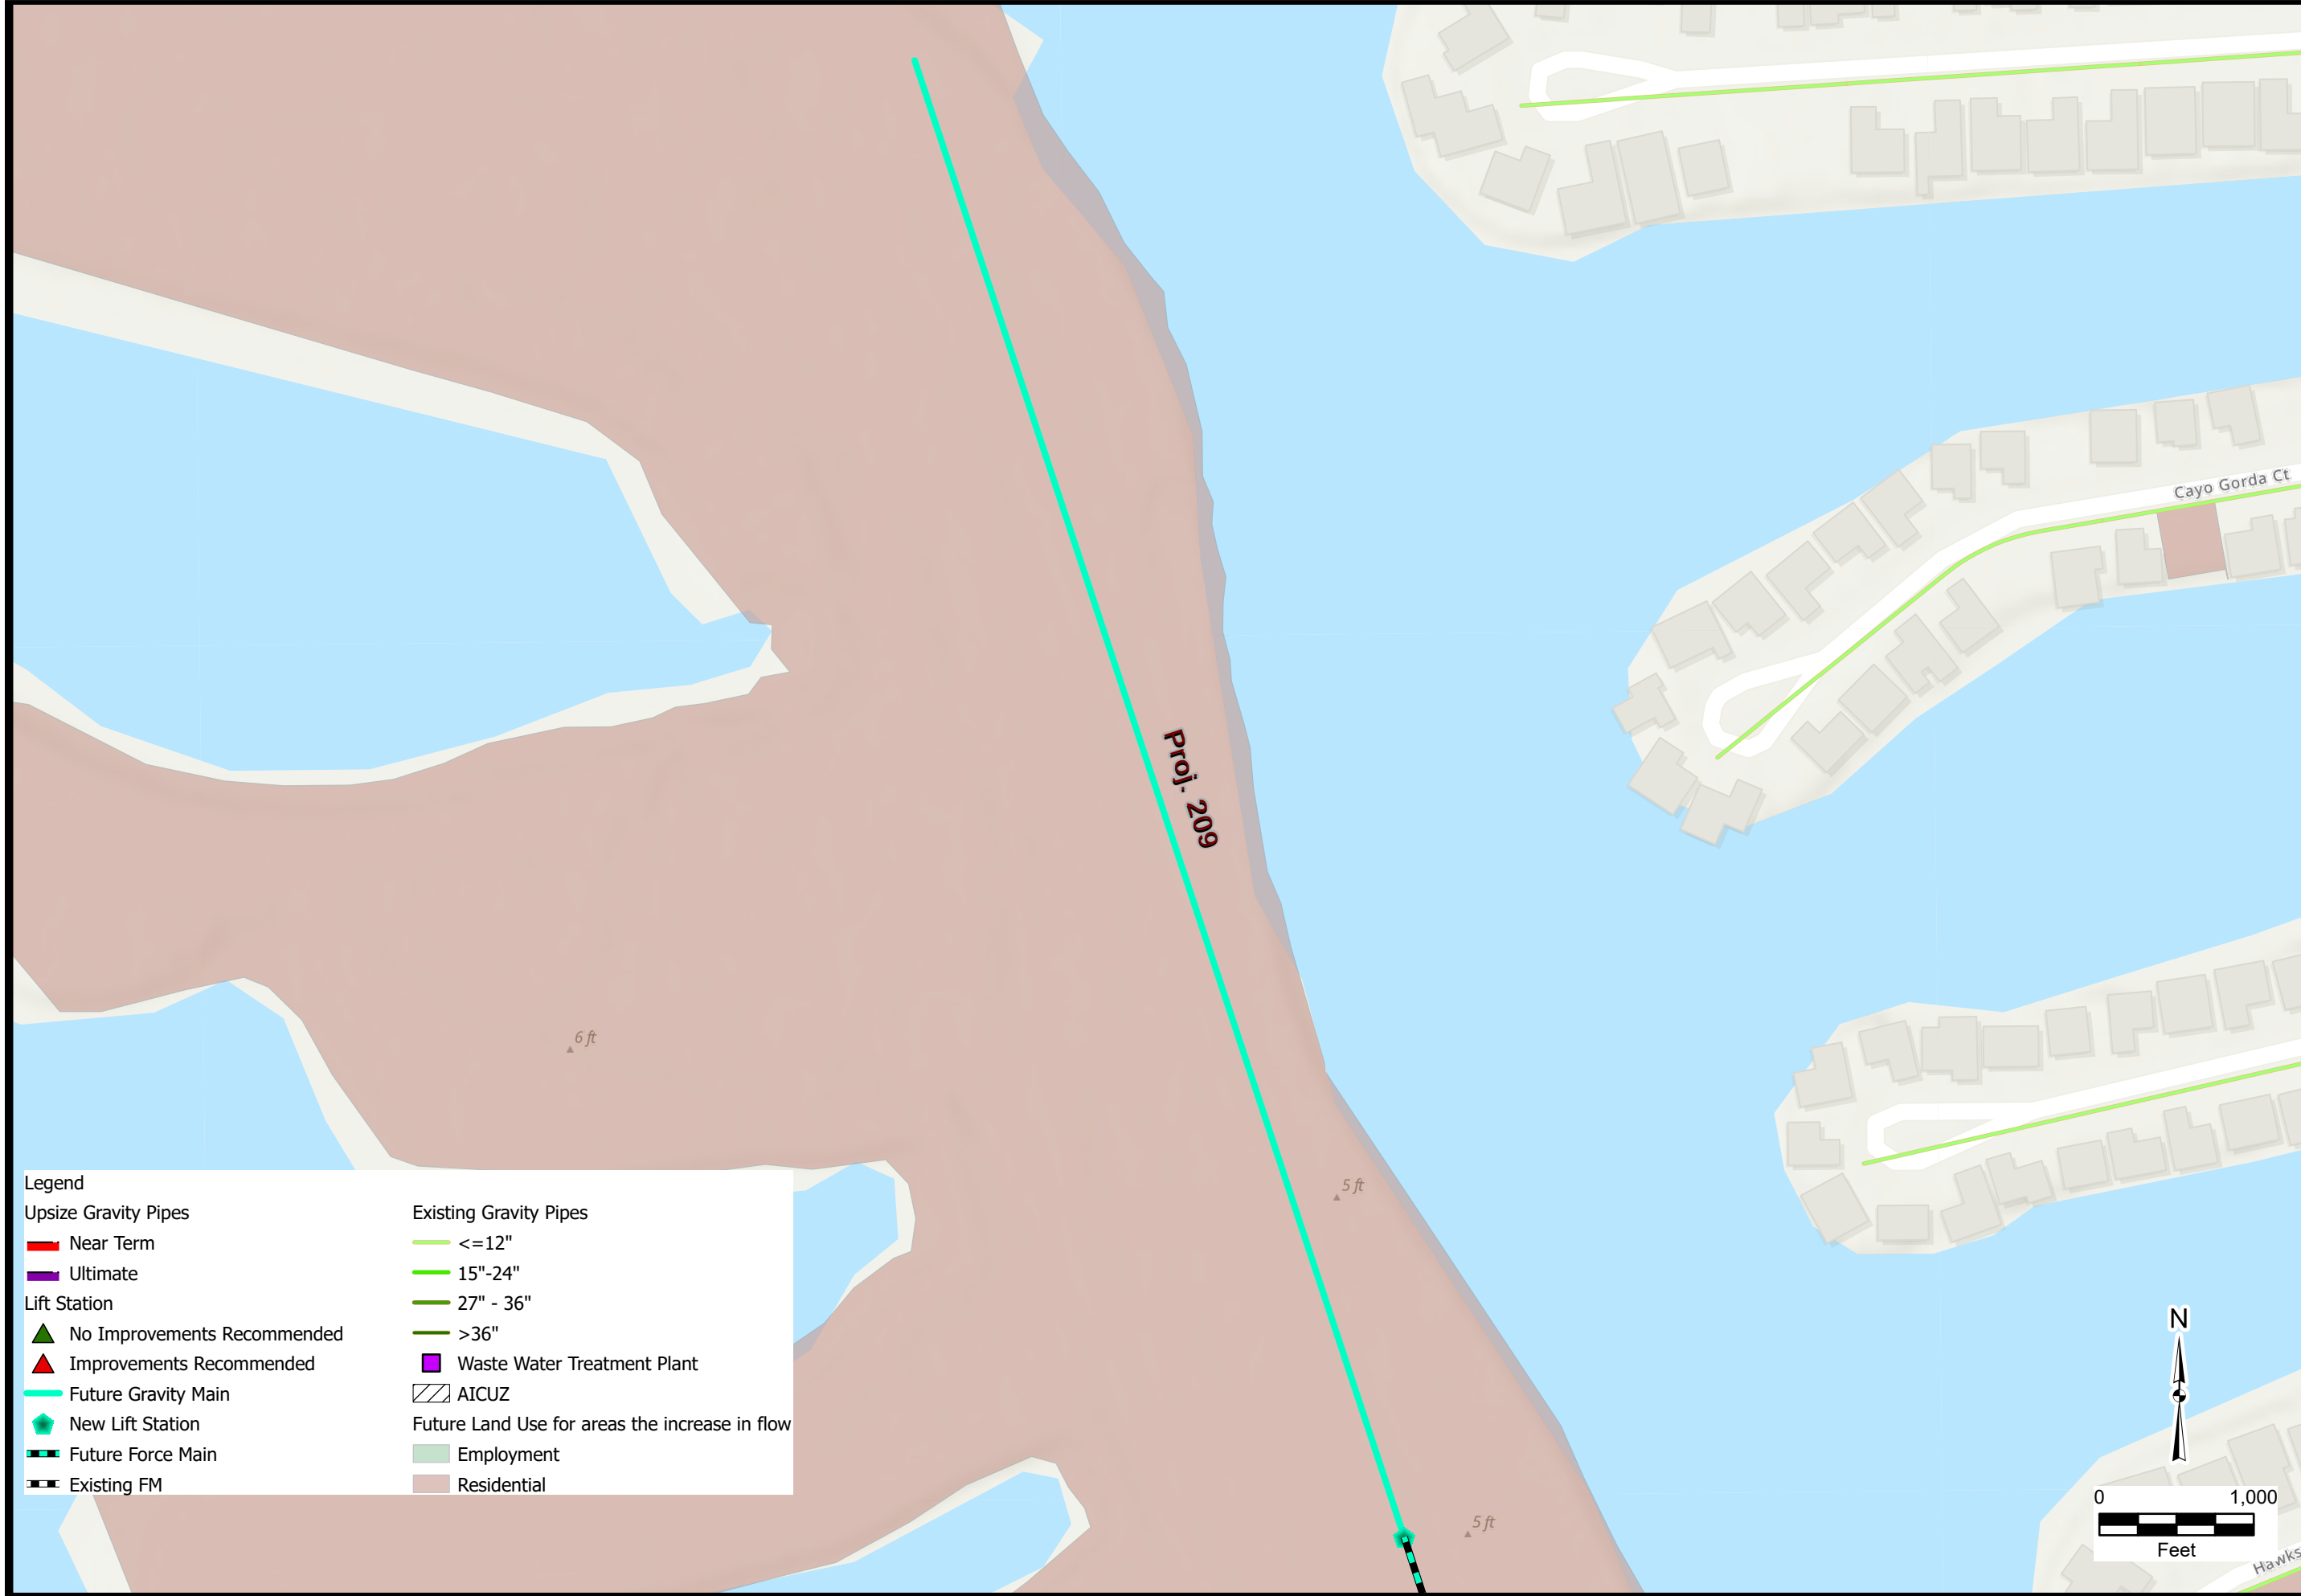 Cayo Gorda Ct
Proj. 209
6 ft
5 ft
5 ft
Legend
Upsize Gravity Pipes
Near Term
Ultimate
Lift Station
No Improvements Recommended
Improvements Recommended
Future Gravity Main
New Lift Station
Future Force Main
Existing FM
Existing Gravity Pipes
<=12"
15"-24"
27" - 36"
>36"
Waste Water Treatment Plant
AICUZ
Future Land Use for areas the increase in flow
Employment
Residential
N
0 1,000
Feet
Hawks